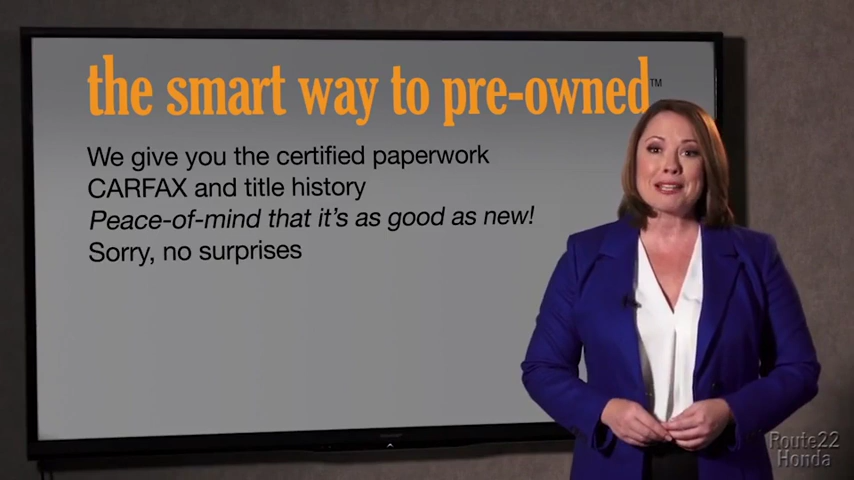 the smart way to pre-owned™
We give you the certified paperwork
CARFAX and title history
Peace-of-mind that it's as good as new!
Sorry, no surprises
Route22
Honda